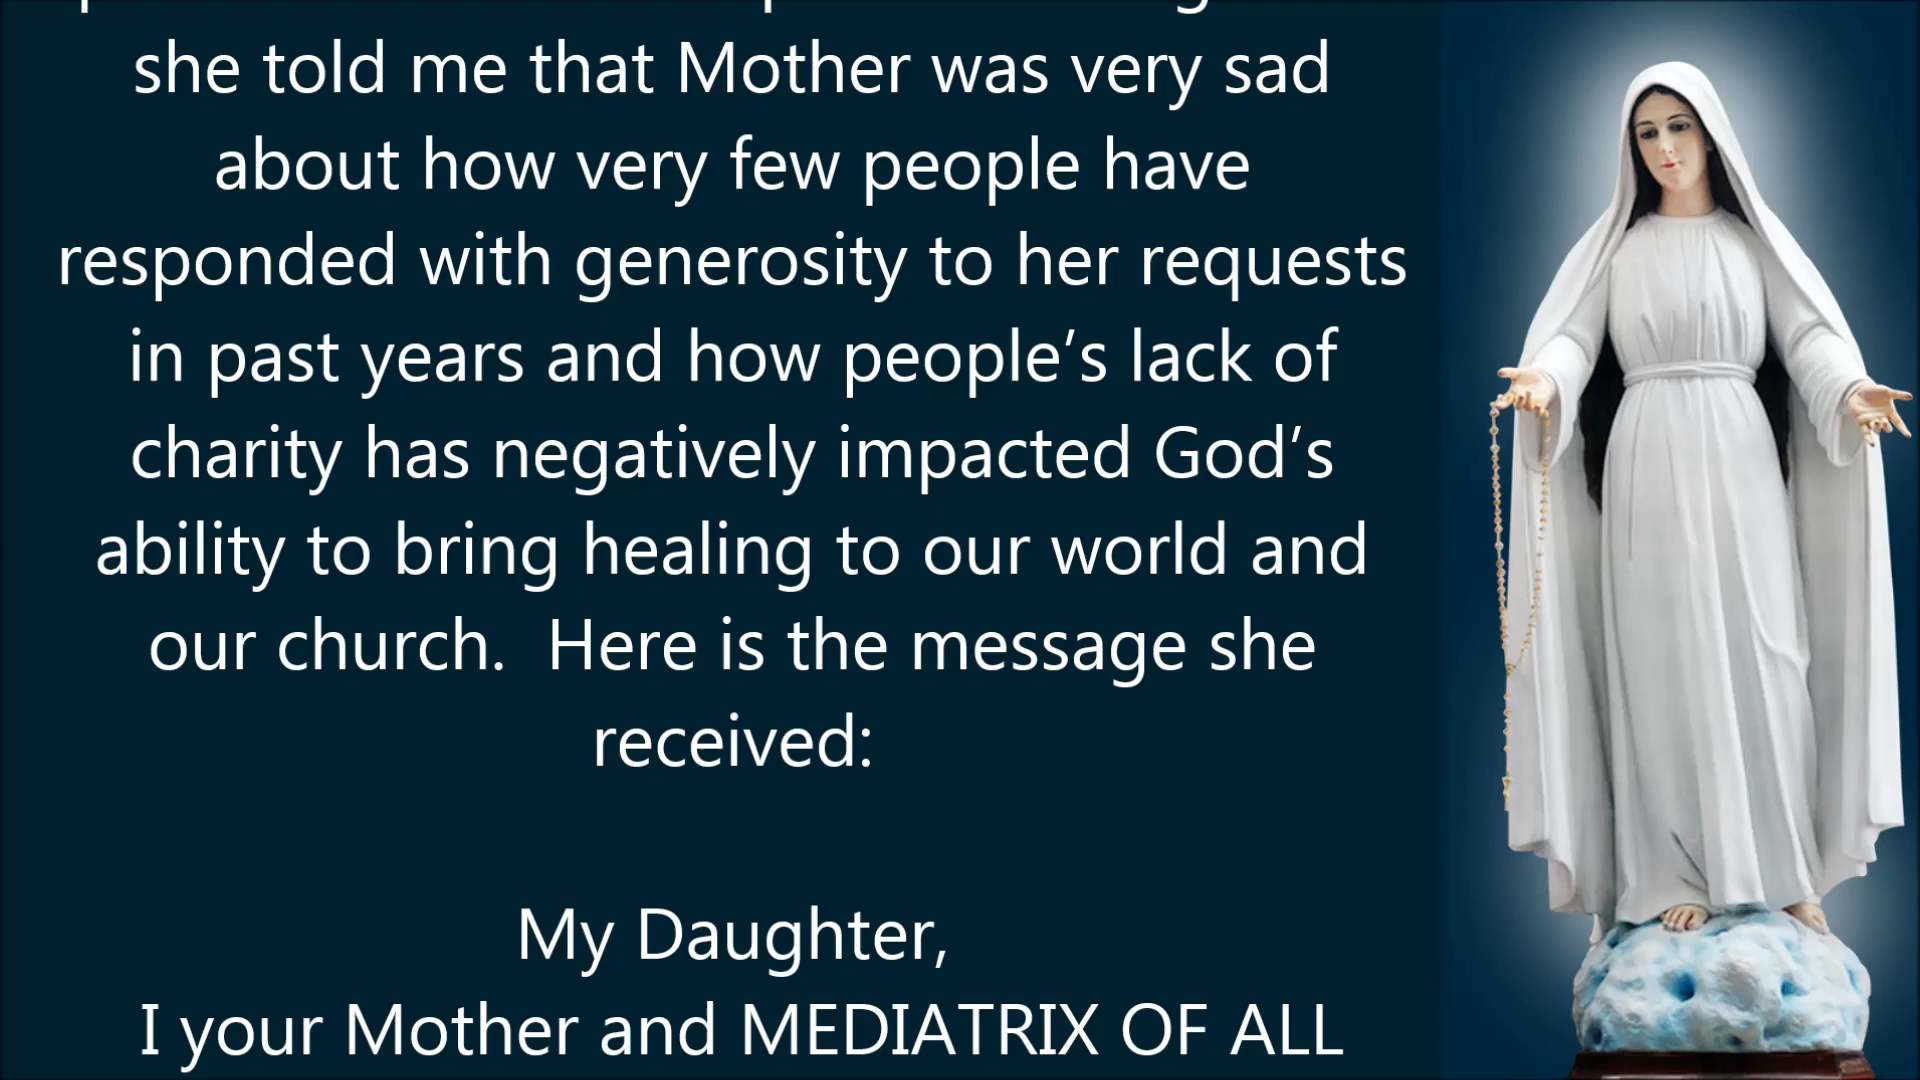 she told me that Mother was very sad
about how very few people have
responded with generosity to her requests
in past years and how people’s lack of
charity has negatively impacted God’s
ability to bring healing to our world and
our church.  Here is the message she
received:
My Daughter,
I your Mother and MEDIATRIX OF ALL